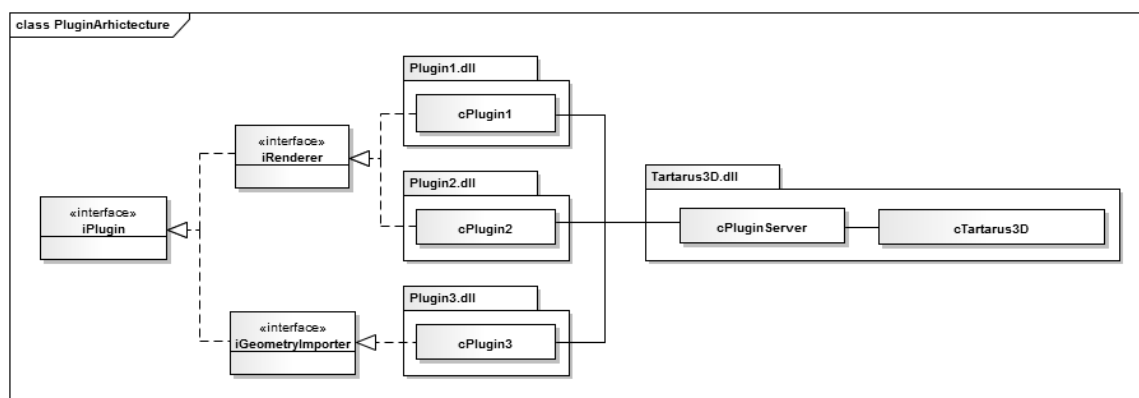 class PluginArhictecture
Plugin1.dll
cPlugin1
«interface»
iRenderer
Plugin2.dll
Tartarus3D.dll
«interface»
iPlugin
cPlugin2
cPluginServer
cTartarus3D
Plugin3.dll
«interface»
iGeometryImporter
cPlugin3